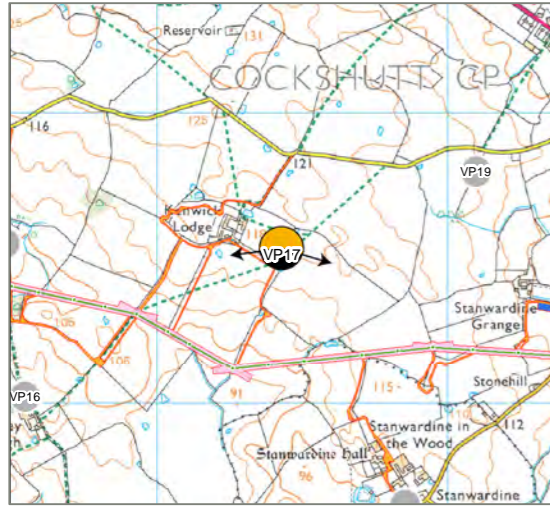 Reservoir
131
COCKSHUTT CP
125
116
121
VP19
Kenwick
Lodge
VP17
Stanwardine
Grange
105
106
VP16
91
115
Stonehill
110
112
Stanwardine in
the Wood
Stanwardine Hall
96
Stanwardine